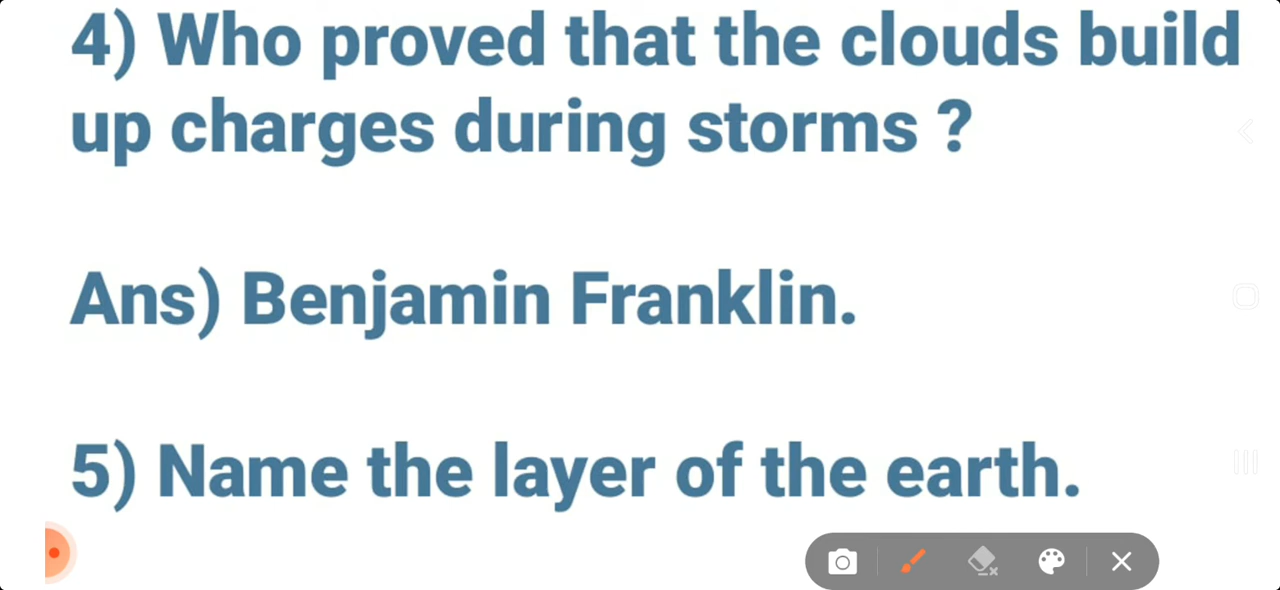 4) Who proved that the clouds build
up charges during storms ?
Ans) Benjamin Franklin.
5) Name the layer of the earth.